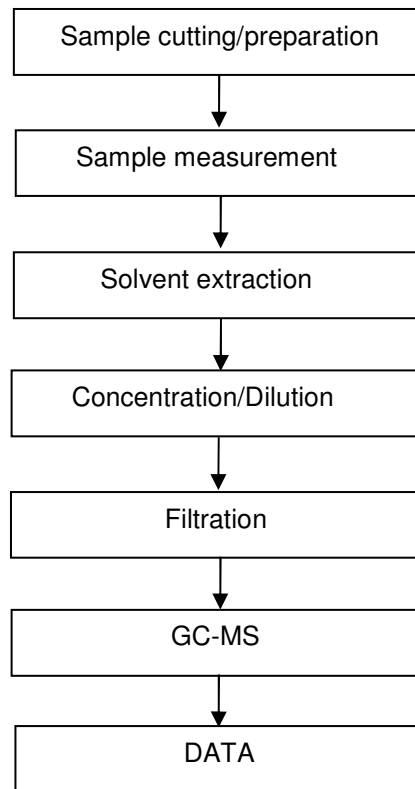 Sample cutting/preparation
Sample measurement
Solvent extraction
Concentration/Dilution
Filtration
GC-MS
DATA